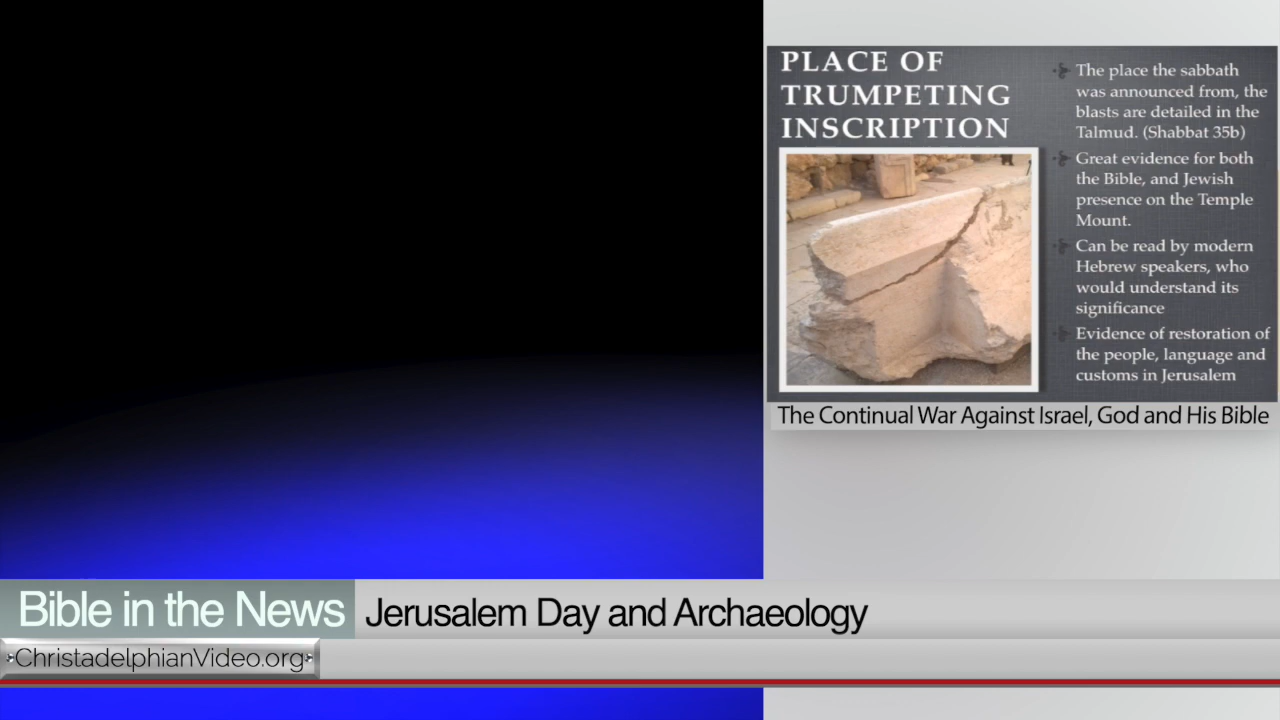 PLACE OF
TRUMPETING
INSCRIPTION
The place the sabbath
was announced from, the
blasts are detailed in the
Talmud. (Shabbat 35b)
Great evidence for both
the Bible, and Jewish
presence on the Temple
Mount.
Can be read by modern
Hebrew speakers, who
would understand its
significance
Evidence of restoration of
the people, language and
customs in Jerusalem
The Continual War Against Israel, God and His Bible
Bible in the News
Jerusalem Day and Archaeology
ChristadelphianVideo.org